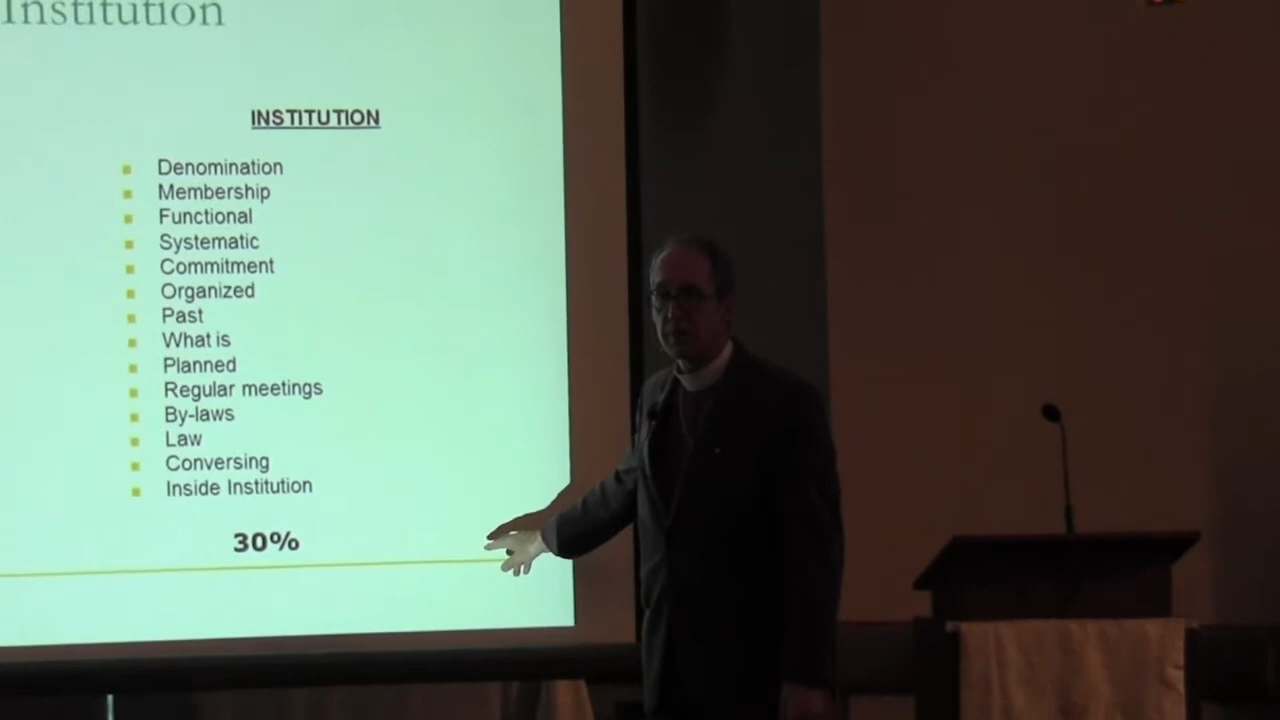 Institution
INSTITUTION
Denomination
Membership
Functional
Systematic
Commitment
Organized
Past
What is
Planned
Regular meetings
By-laws
Law
Conversing
Inside Institution
30%